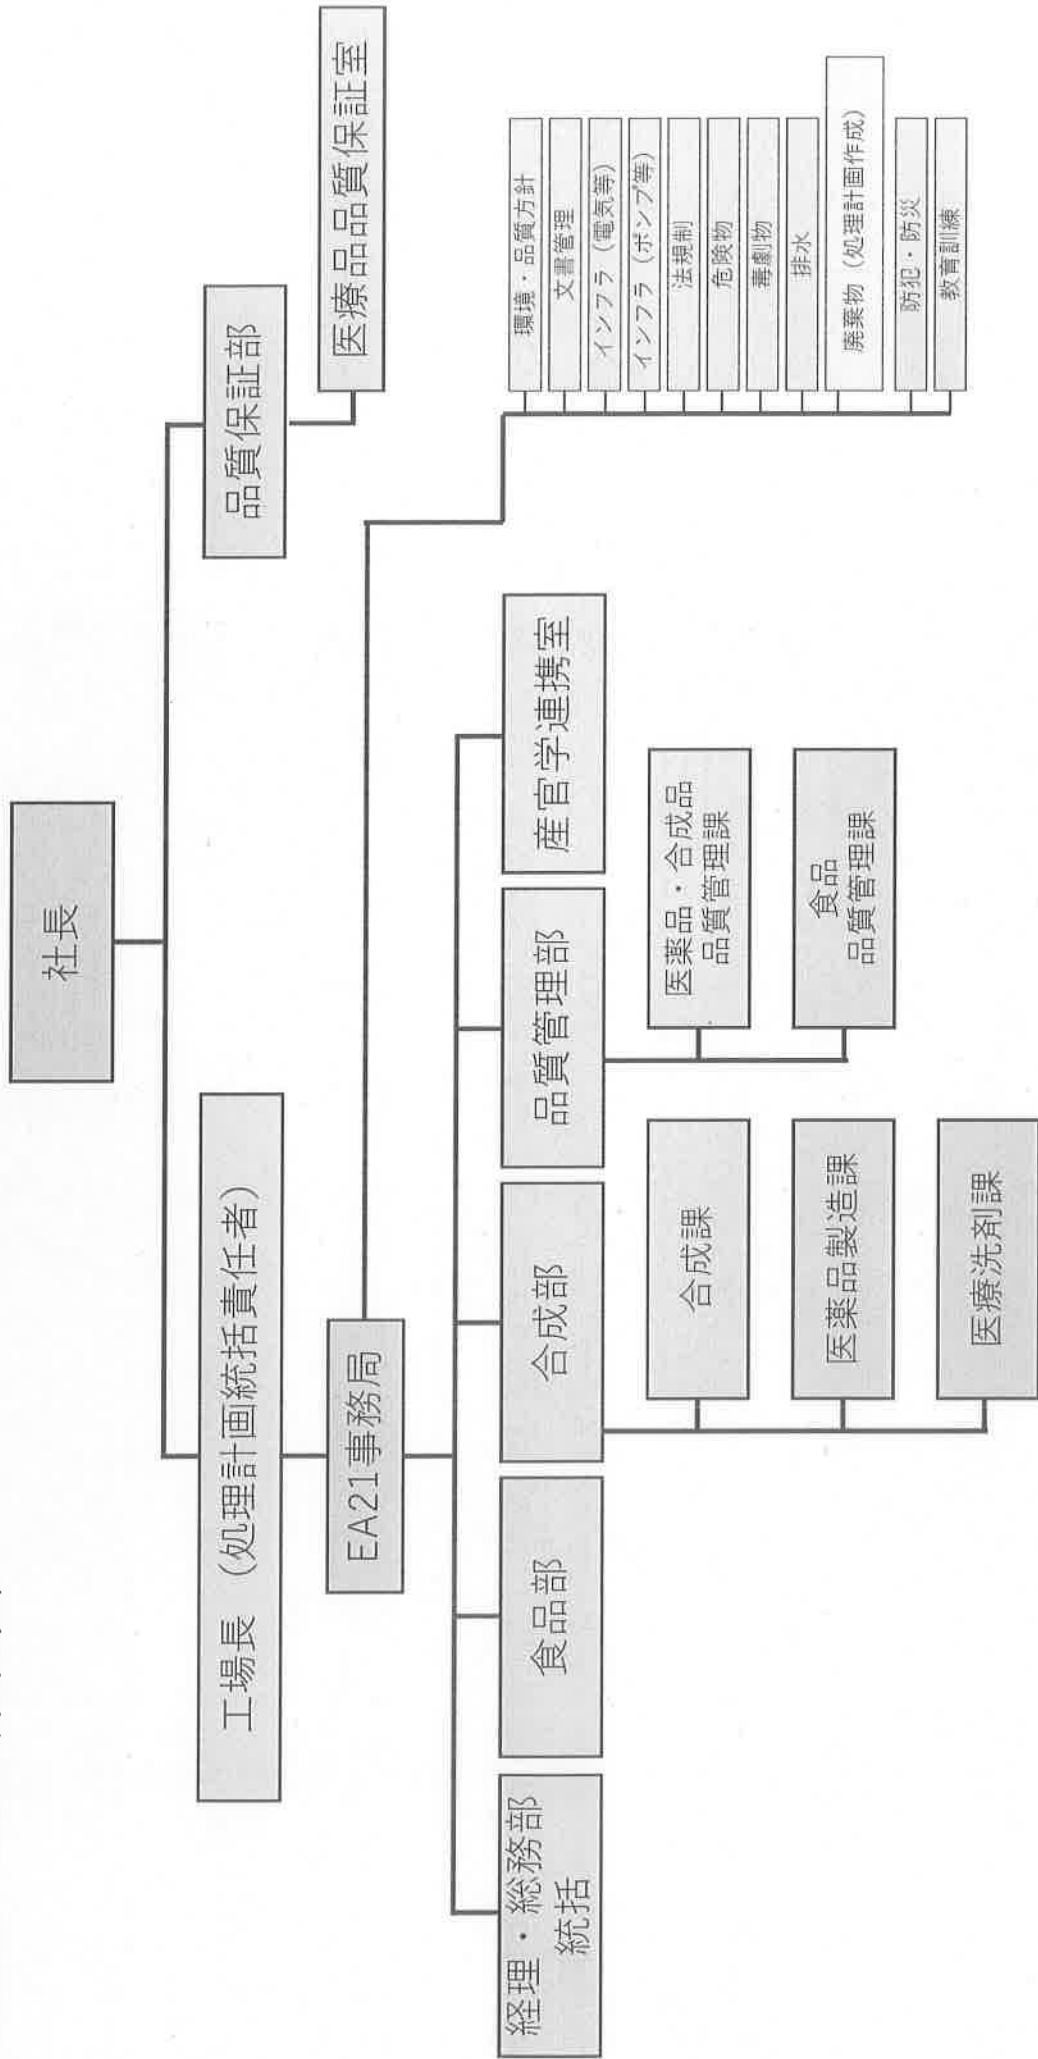 社長
工場長 (処理計画統括責任者)
品質保証部
EA21事務局
医療品品質保証室
経理・総務部
統括
食品部
合成部
品質管理部
産官学連携室
合成課
医薬品製造課
医療洗剤課
医薬品・合成品
品質管理課
食品
品質管理課
環境・品質方針
文書管理
インフラ (電気等)
インフラ (ポンプ等)
法規制
危険物
毒劇物
排水
廃棄物 (処理計画作成)
防犯・防災
教育訓練